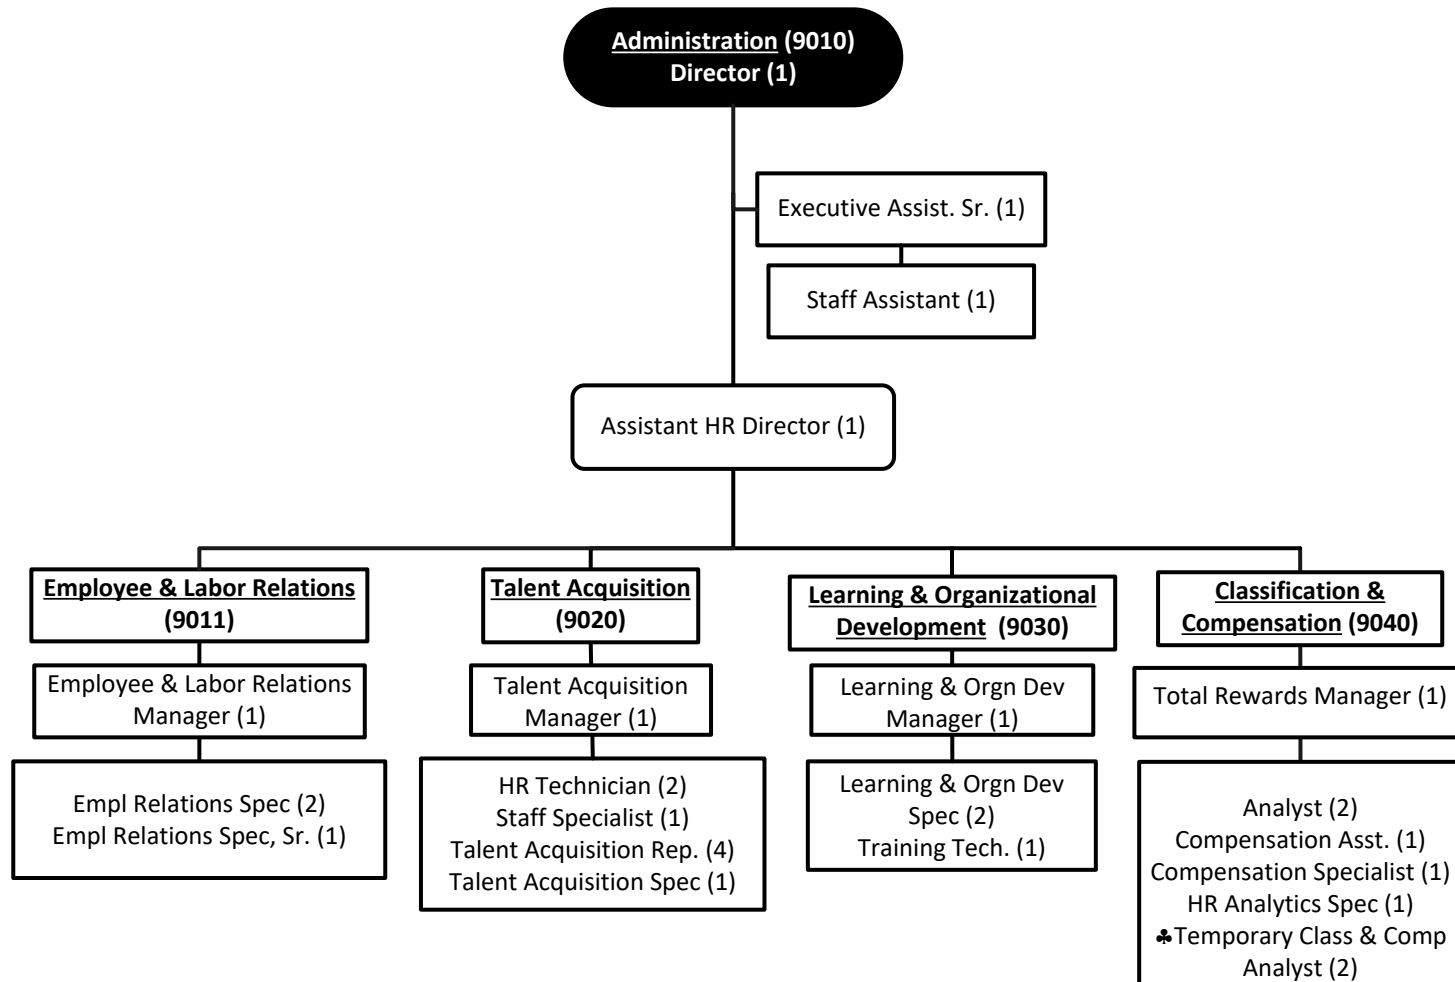 Administration (9010)
Director (1)
Executive Assist. Sr. (1)
Staff Assistant (1)
Assistant HR Director (1)
Employee & Labor Relations
(9011)
Employee & Labor Relations
Manager (1)
Empl Relations Spec (2)
Empl Relations Spec, Sr. (1)
Talent Acquisition
(9020)
Talent Acquisition
Manager (1)
HR Technician (2)
Staff Specialist (1)
Talent Acquisition Rep. (4)
Talent Acquisition Spec (1)
Learning & Organizational
Development (9030)
Learning & Orgn Dev
Manager (1)
Learning & Orgn Dev
Spec (2)
Training Tech. (1)
Classification &
Compensation (9040)
Total Rewards Manager (1)
Analyst (2)
Compensation Asst. (1)
Compensation Specialist (1)
HR Analytics Spec (1)
♣Temporary Class & Comp
Analyst (2)